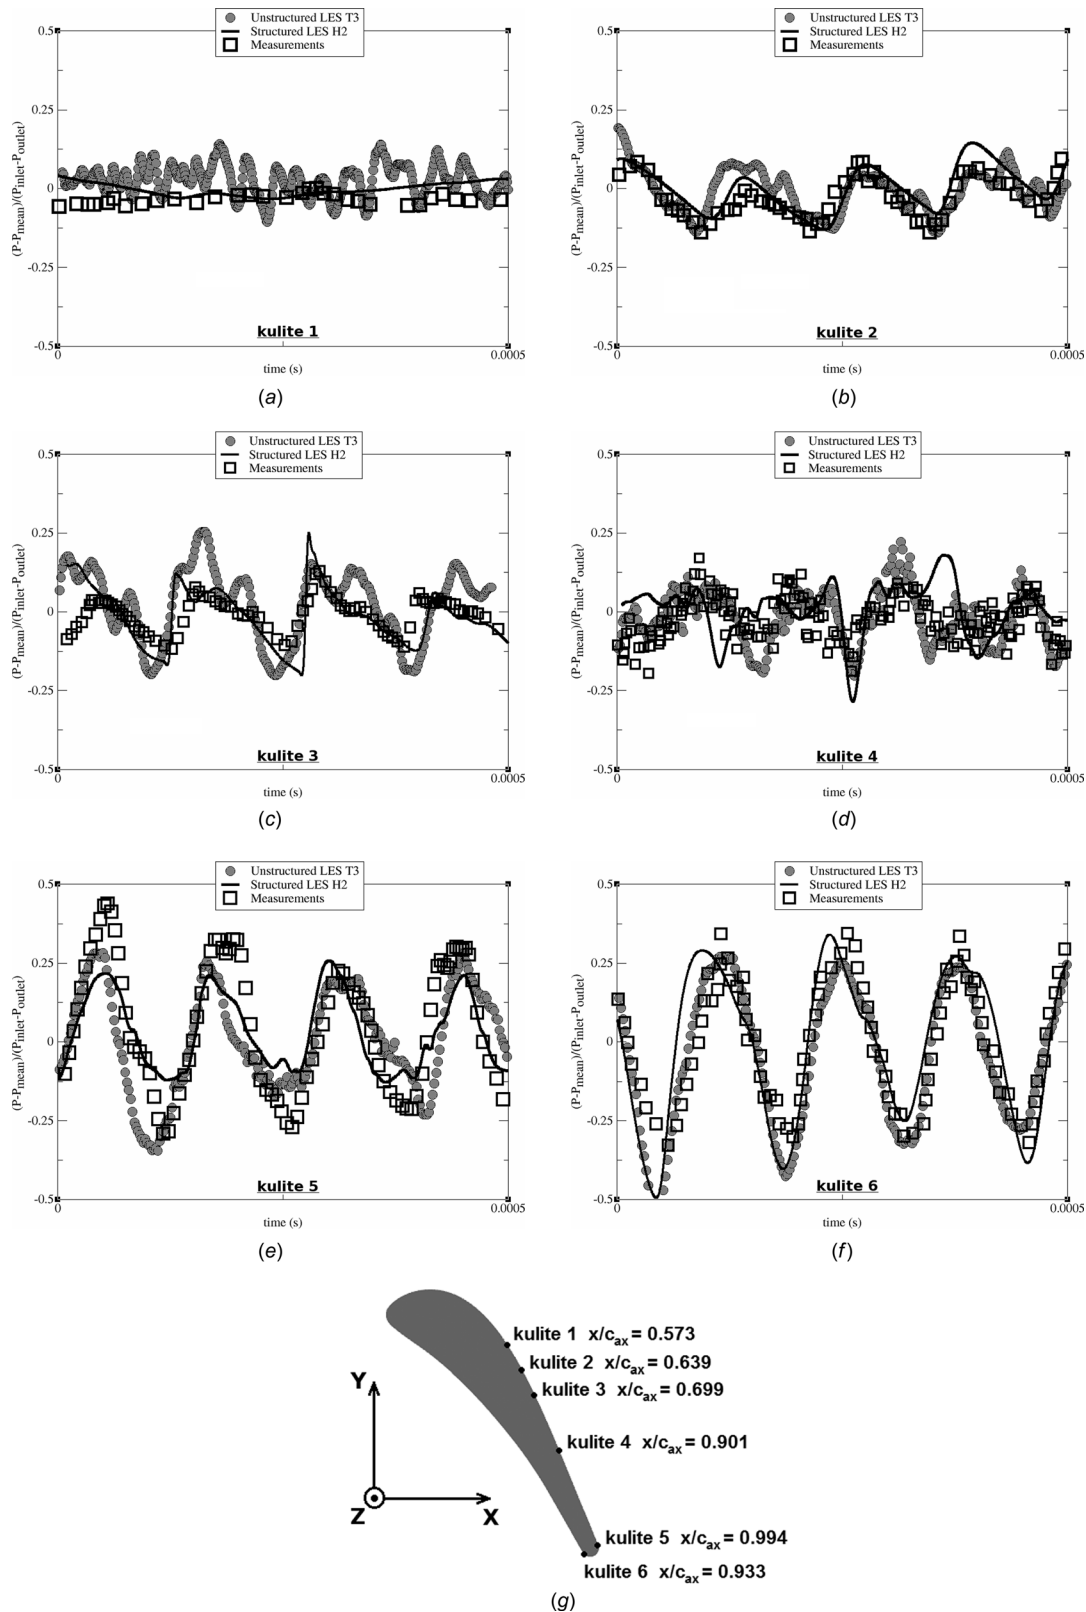 Unstructured LES T3
Structured LES H2
Measurements
0.5
0.25
0
-0.25
-0.5
(P-Pmean)/(Pinlet-Poutlet)
kulite 1
0
0.0005
time (s)
(a)
Unstructured LES T3
Structured LES H2
Measurements
0.5
0.25
0
-0.25
-0.5
(P-Pmean)/(Pinlet-Poutlet)
kulite 2
0
0.0005
time (s)
(b)
Unstructured LES T3
Structured LES H2
Measurements
0.5
0.25
0
-0.25
-0.5
(P-Pmean)/(Pinlet-Poutlet)
kulite 3
0
0.0005
time (s)
(c)
Unstructured LES T3
Structured LES H2
Measurements
0.5
0.25
0
-0.25
-0.5
(P-Pmean)/(Pinlet-Poutlet)
kulite 4
0
0.0005
time (s)
(d)
Unstructured LES T3
Structured LES H2
Measurements
0.5
0.25
0
-0.25
-0.5
(P-Pmean)/(Pinlet-Poutlet)
kulite 5
0
0.0005
time (s)
(e)
Unstructured LES T3
Structured LES H2
Measurements
0.5
0.25
0
-0.25
-0.5
(P-Pmean)/(Pinlet-Poutlet)
kulite 6
0
0.0005
time (s)
(f)
kulite 1 x/cax = 0.573
kulite 2 x/cax = 0.639
kulite 3 x/cax = 0.699
kulite 4 x/cax = 0.901
kulite 5 x/cax = 0.994
kulite 6 x/cax = 0.933
Y
Z
X
(g)